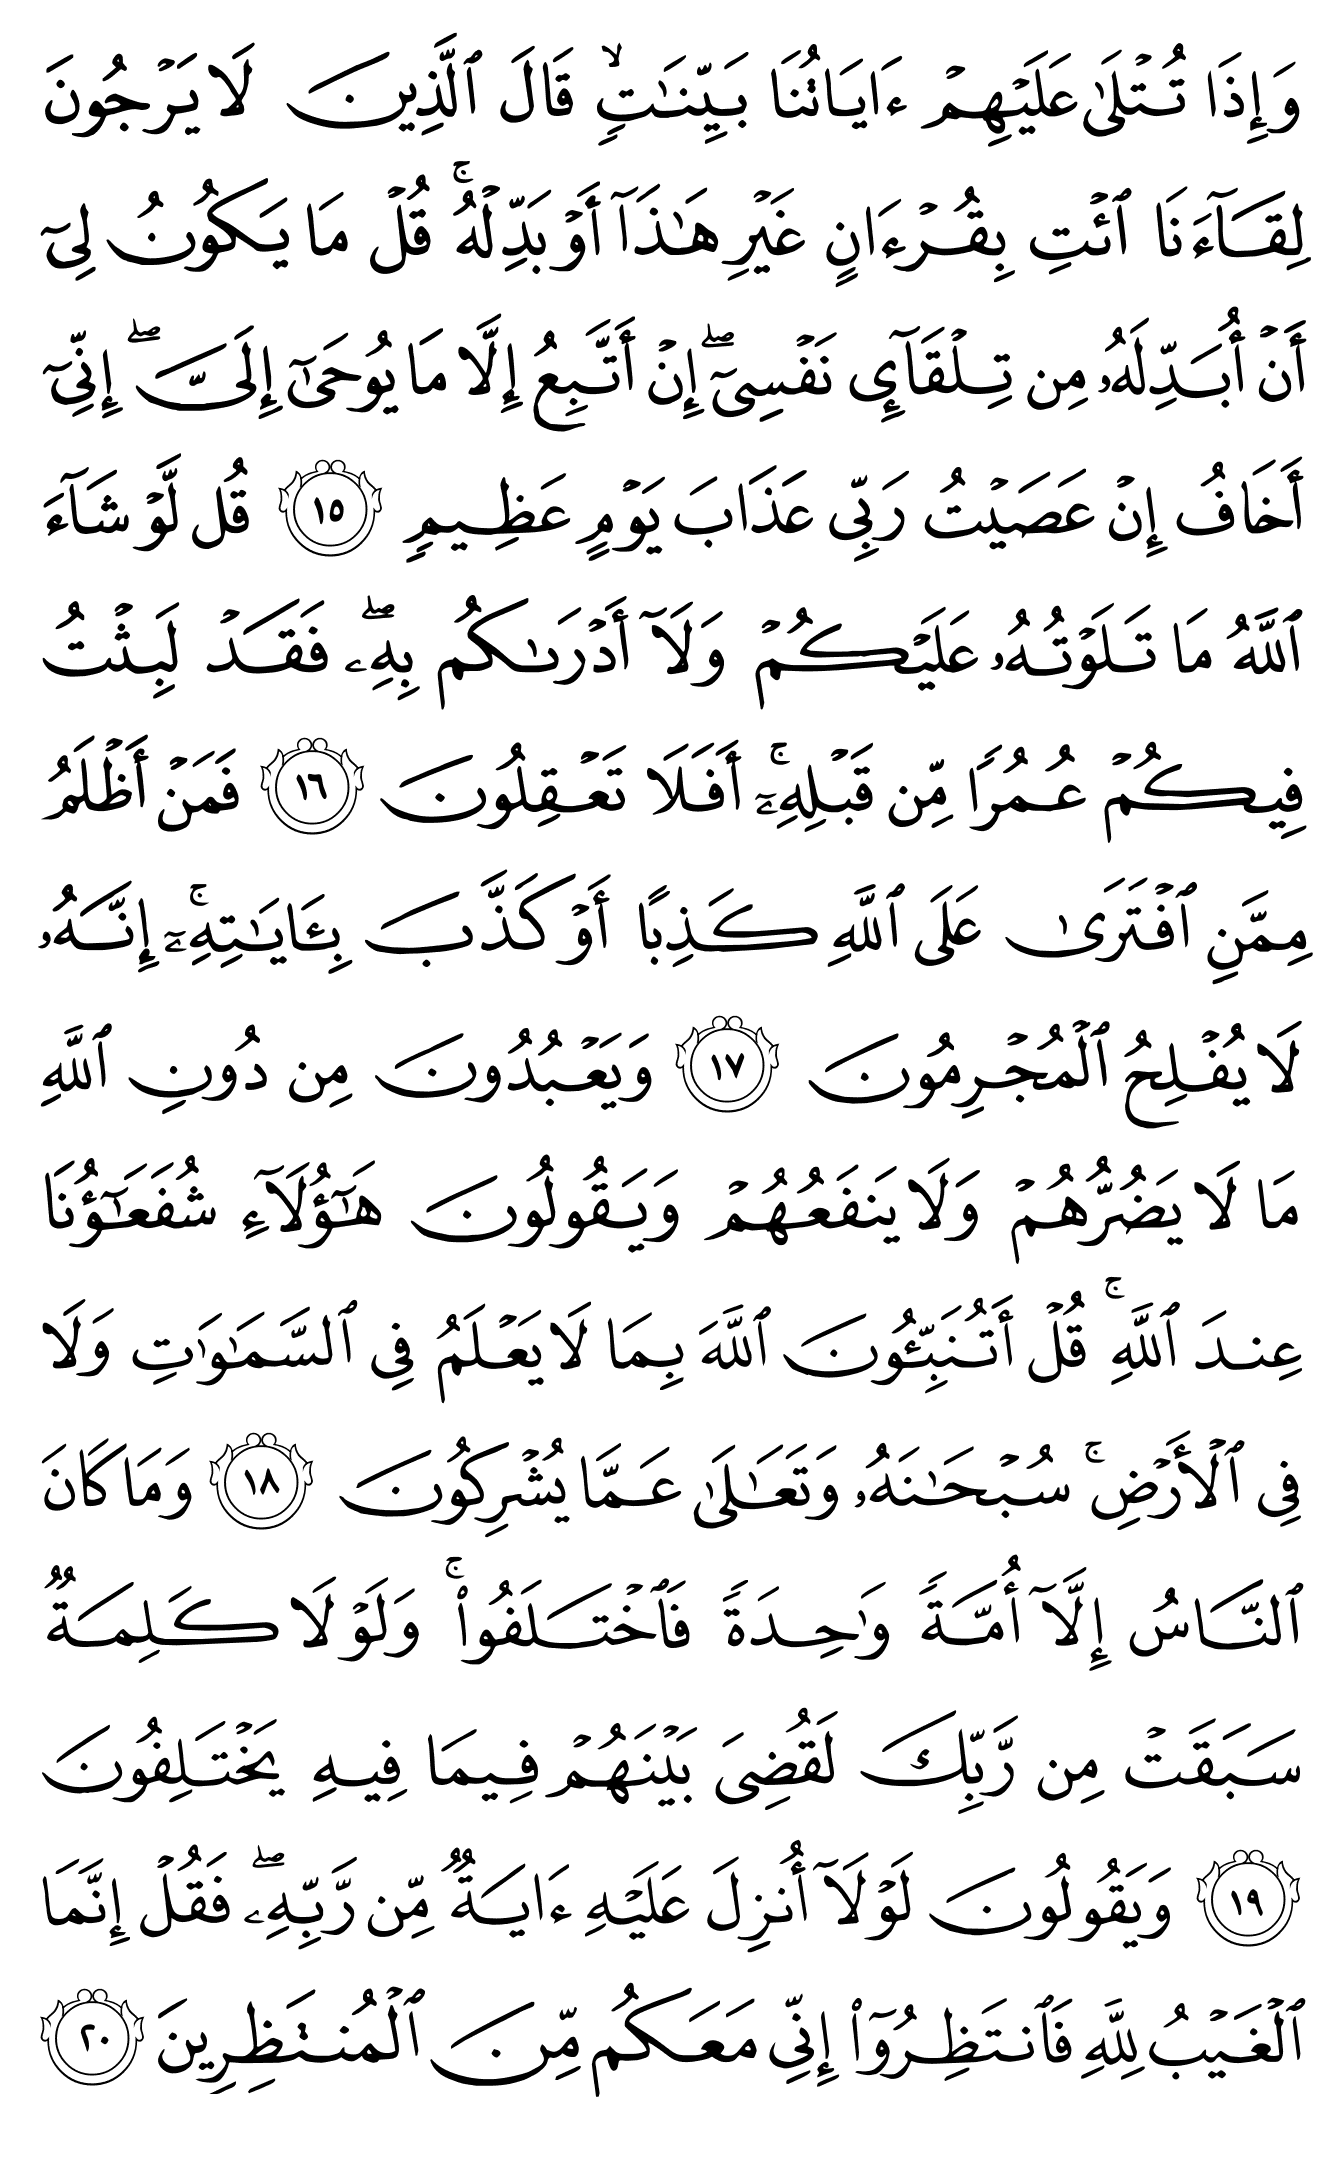 وَإِذَا تُتْلَىٰ عَلَيْهِمْ ءَايَاتُنَا بَيِّنَٰتٍۙ قَالَ ٱلَّذِينَ لَا يَرْجُونَ
لِقَآءَنَا ٱئْتِ بِقُرْءَانٍ غَيْرِ هَٰذَآ أَوْ بَدِّلْهُۚ قُلْ مَا يَكُونُ لِىٓ
أَنْ أُبَدِّلَهُۥ مِن تِلْقَآئِ نَفْسِىٓۖ إِنْ أَتَّبِعُ إِلَّا مَا يُوحَىٰٓ إِلَىَّۖ إِنِّىٓ
أَخَافُ إِنْ عَصَيْتُ رَبِّى عَذَابَ يَوْمٍ عَظِيمٍ ١٥ قُل لَّوْ شَآءَ
ٱللَّهُ مَا تَلَوْتُهُۥ عَلَيْكُمْ وَلَآ أَدْرَىٰكُم بِهِۦۖ فَقَدْ لَبِثْتُ
فِيكُمْ عُمُرًا مِّن قَبْلِهِۦٓۚ أَفَلَا تَعْقِلُونَ ١٦ فَمَنْ أَظْلَمُ
مِمَّنِ ٱفْتَرَىٰ عَلَى ٱللَّهِ كَذِبًا أَوْ كَذَّبَ بِـَٔايَٰتِهِۦٓۚ إِنَّهُۥ
لَا يُفْلِحُ ٱلْمُجْرِمُونَ ١٧ وَيَعْبُدُونَ مِن دُونِ ٱللَّهِ
مَا لَا يَضُرُّهُمْ وَلَا يَنفَعُهُمْ وَيَقُولُونَ هَٰٓؤُلَآءِ شُفَعَٰٓؤُنَا
عِندَ ٱللَّهِۚ قُلْ أَتُنَبِّـُٔونَ ٱللَّهَ بِمَا لَا يَعْلَمُ فِى ٱلسَّمَٰوَٰتِ وَلَا
فِى ٱلْأَرْضِۚ سُبْحَٰنَهُۥ وَتَعَٰلَىٰ عَمَّا يُشْرِكُونَ ١٨ وَمَا كَانَ
ٱلنَّاسُ إِلَّآ أُمَّةً وَٰحِدَةً فَٱخْتَلَفُوا۟ۚ وَلَوْلَا كَلِمَةٌ
سَبَقَتْ مِن رَّبِّكَ لَقُضِىَ بَيْنَهُمْ فِيمَا فِيهِ يَخْتَلِفُونَ
١٩ وَيَقُولُونَ لَوْلَآ أُنزِلَ عَلَيْهِ ءَايَةٌ مِّن رَّبِّهِۦۖ فَقُلْ إِنَّمَا
ٱلْغَيْبُ لِلَّهِ فَٱنتَظِرُوٓا۟ إِنِّى مَعَكُم مِّنَ ٱلْمُنتَظِرِينَ ٢٠